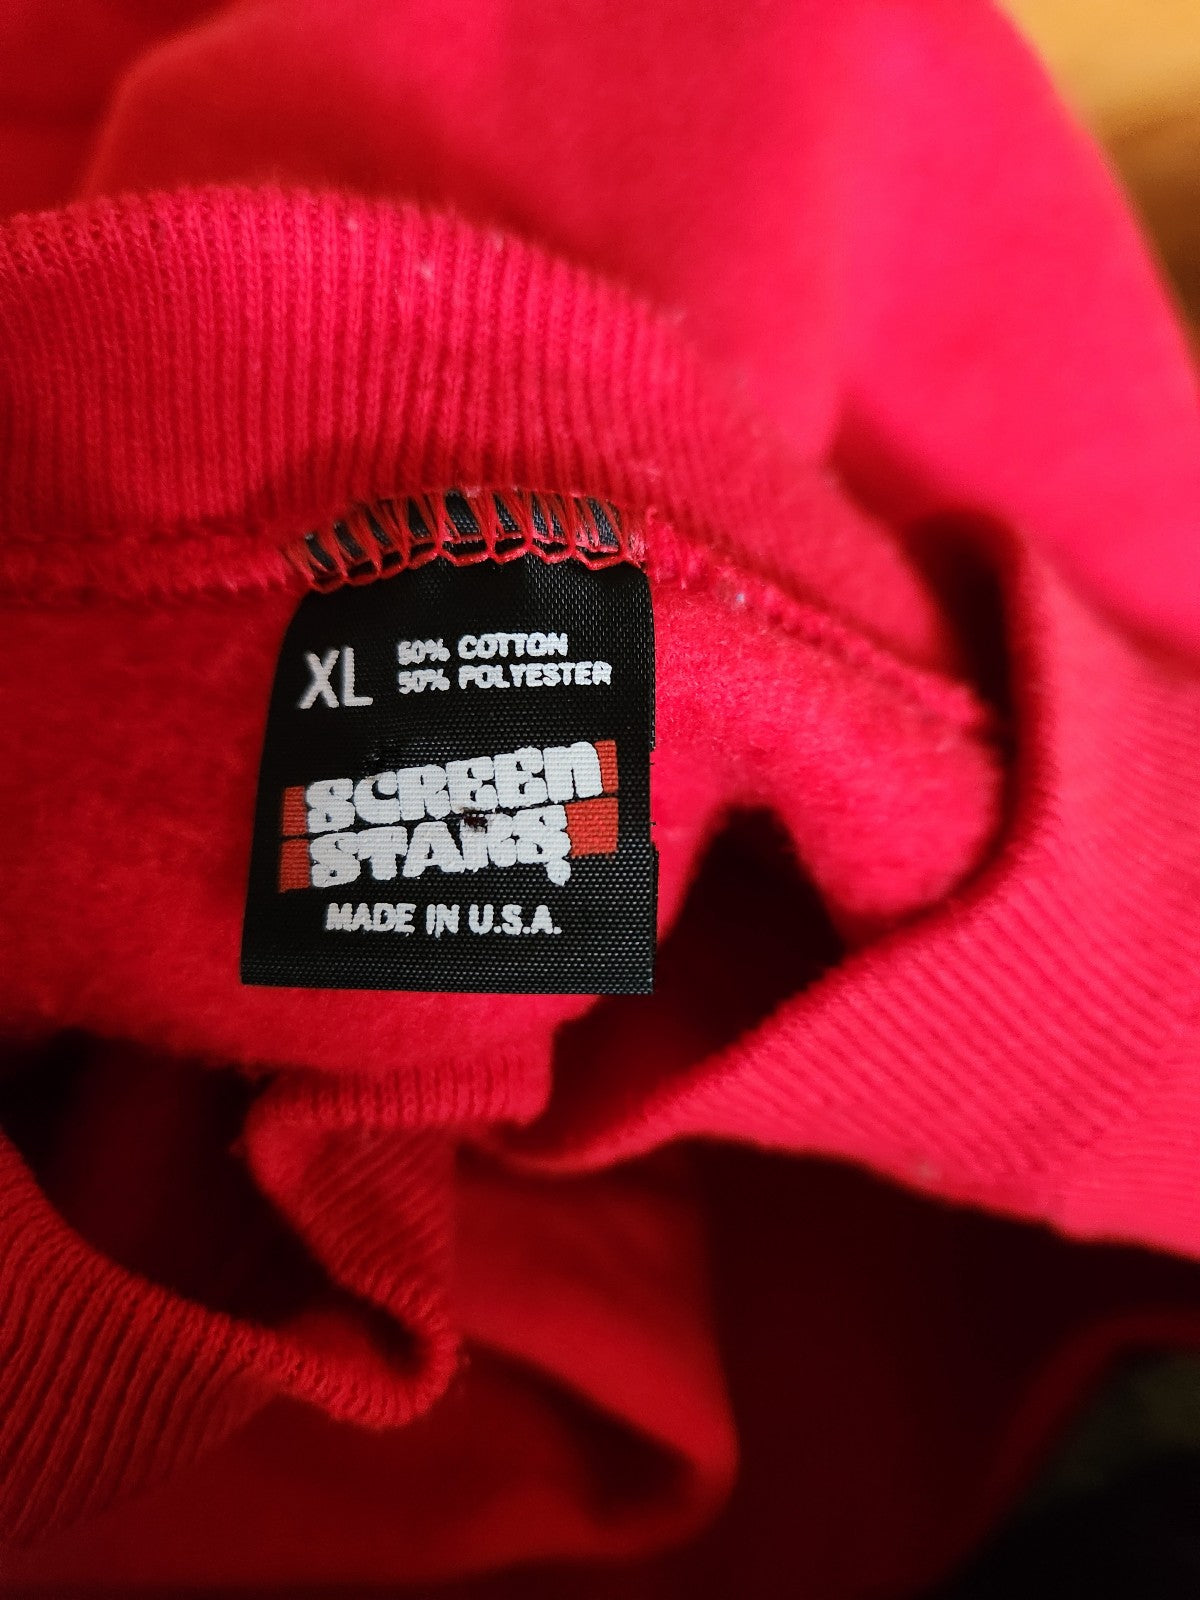 XL 50% COTTON
50% POLYESTER
SCREEN
STARS
MADE IN U.S.A.